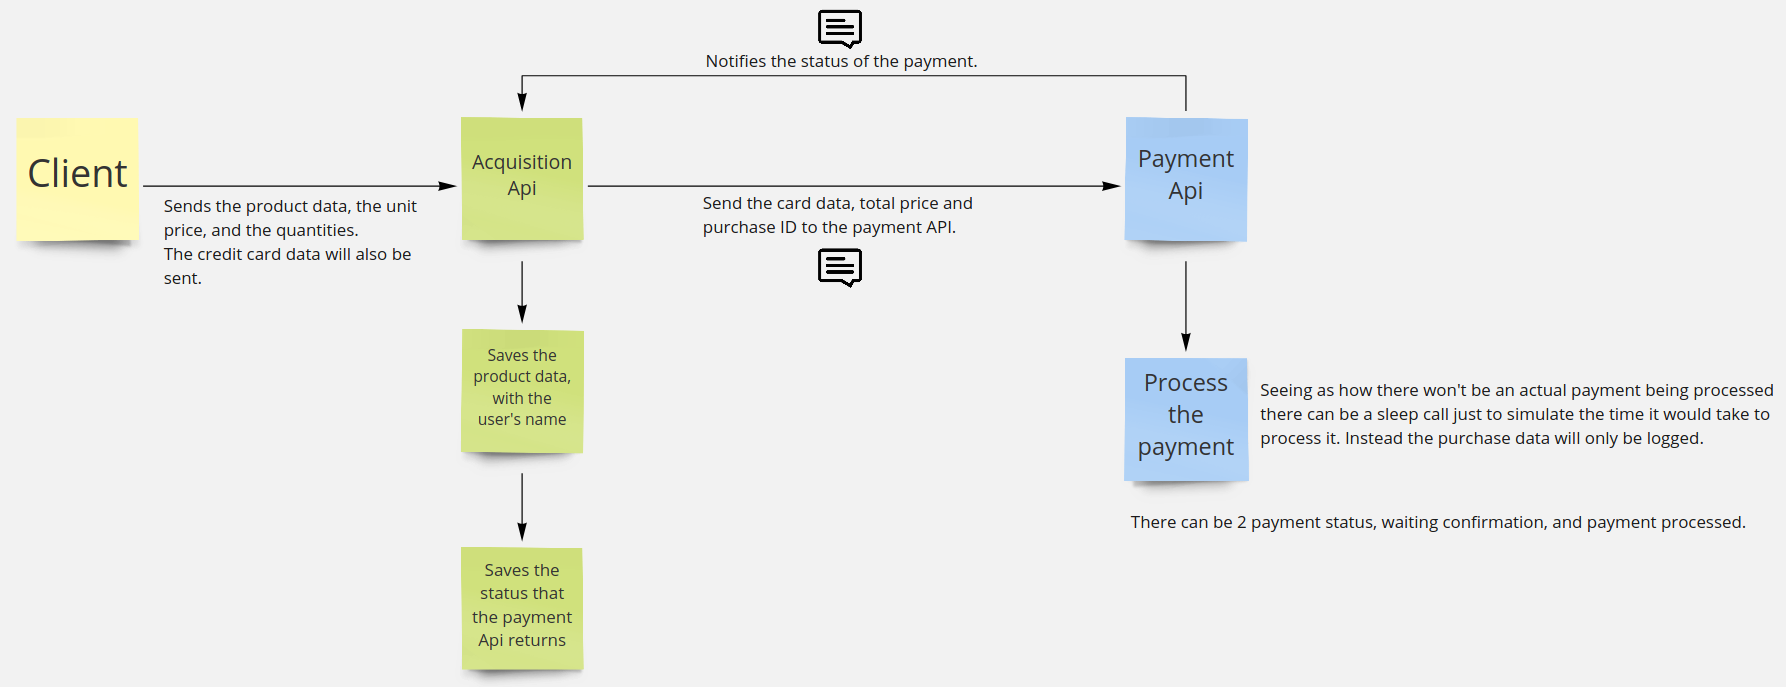 Notifies the status of the payment.
Client
Sends the product data, the unit
price, and the quantities.
The credit card data will also be
sent.
Acquisition
Api
Send the card data, total price and
purchase ID to the payment API.
Payment
Api
Saves the
product data,
with the
user's name
Process
the
payment
Seeing as how there won't be an actual payment being processed
there can be a sleep call just to simulate the time it would take to
process it. Instead the purchase data will only be logged.
There can be 2 payment status, waiting confirmation, and payment processed.
Saves the
status that
the payment
Api returns